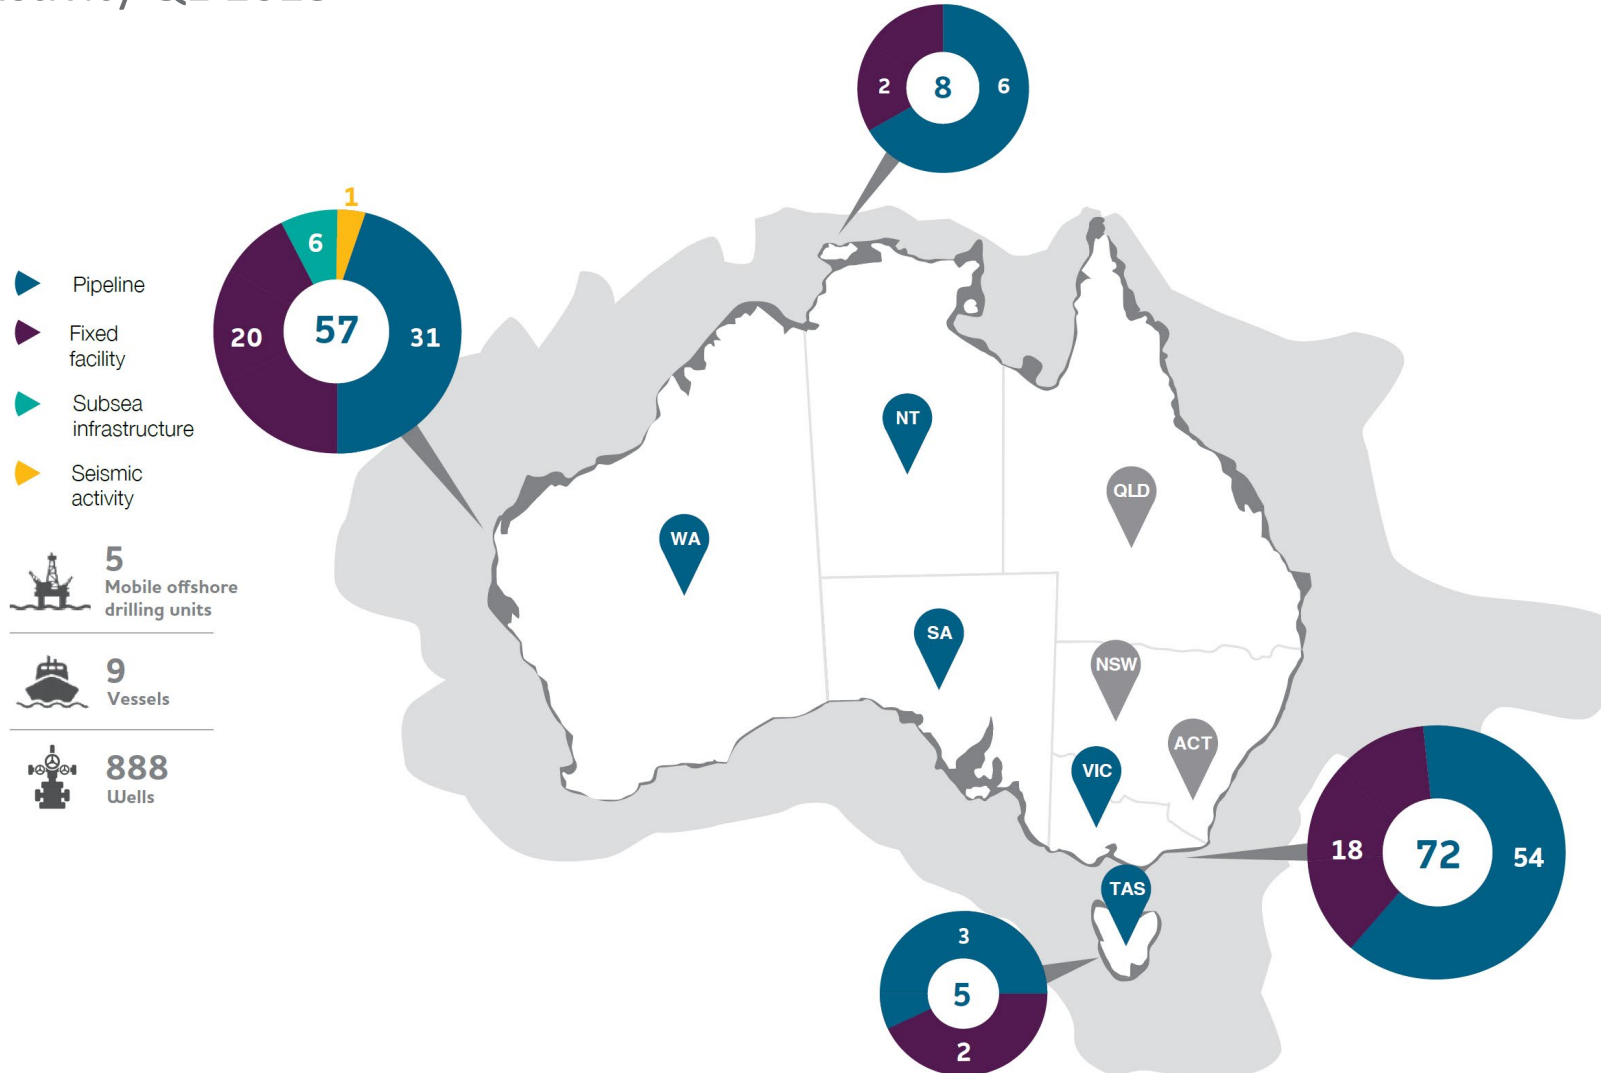 2
8
6
1
6
57
20
31
Pipeline
Fixed
facility
Subsea
infrastructure
Seismic
activity
5
Mobile offshore
drilling units
9
Vessels
888
Wells
NT
QLD
WA
SA
NSW
ACT
VIC
TAS
18
72
54
3
5
2